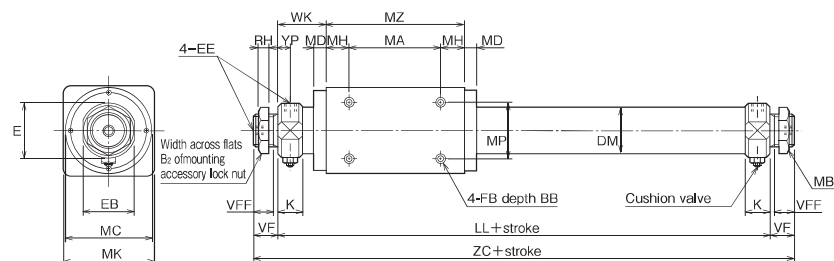 WK
MZ
4-EE
RH
YP
MD
MH
MA
MH
MD
E
Width across flats
B₂ ofmounting
accessory lock nut
MP
DM
MB
EB
VFF
K
4-FB depth BB
Cushion valve
K
VFF
MC
VF
LL+stroke
VF
MK
ZC+stroke